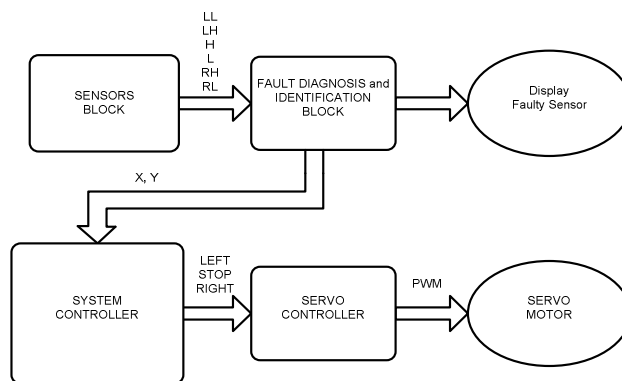 LL
LH
H
L
RH
RL
SENSORS
BLOCK
FAULT DIAGNOSIS and
IDENTIFICATION
BLOCK
Display
Faulty Sensor
X, Y
SYSTEM
CONTROLLER
LEFT
STOP
RIGHT
SERVO
CONTROLLER
PWM
SERVO
MOTOR